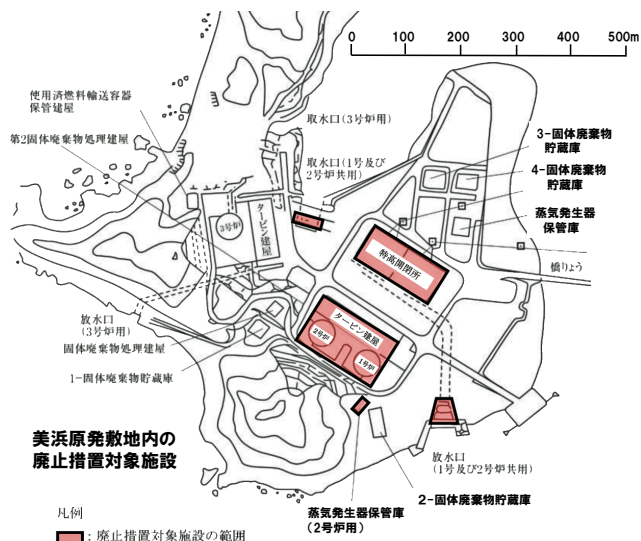 0 100 200 300 500m
使用済燃料輸送容器
保管建屋
第2固体廃棄物処理建屋
取水口(3号炉用)
取水口(1号及び
2号炉共用)
3-固体廃棄物
貯蔵庫
4-固体廃棄物
貯蔵庫
蒸気発生器
保管庫
3号炉
タービン建屋
特高開閉所
橋りょう
放水口
(3号炉用)
固体廃棄物処理建屋
1-固体廃棄物貯蔵庫
タービン建屋
2号炉
1号炉
美浜原発敷地内の
廃止措置対象施設
放水口
(1号及び2号炉共用)
2-固体廃棄物貯蔵庫
蒸気発生器保管庫
(2号炉用)
凡例
:廃止措置対象施設の範囲